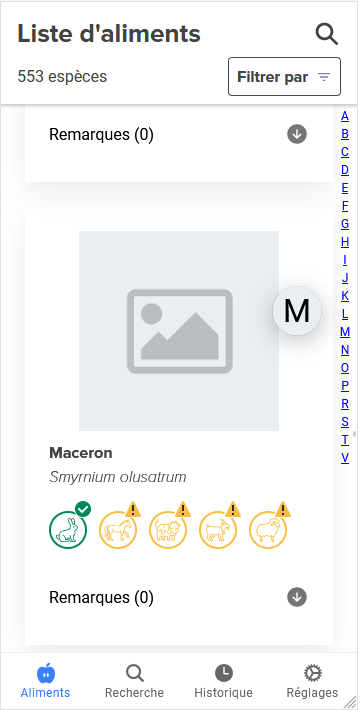 Liste d'aliments
553 espèces
Filtrer par
Remarques (0)
Maceron
Smyrnium olusatrum
Remarques (0)
M
A
B
C
D
E
F
G
H
I
J
K
L
M
N
O
P
R
S
T
V
Aliments
Recherche
Historique
Réglages